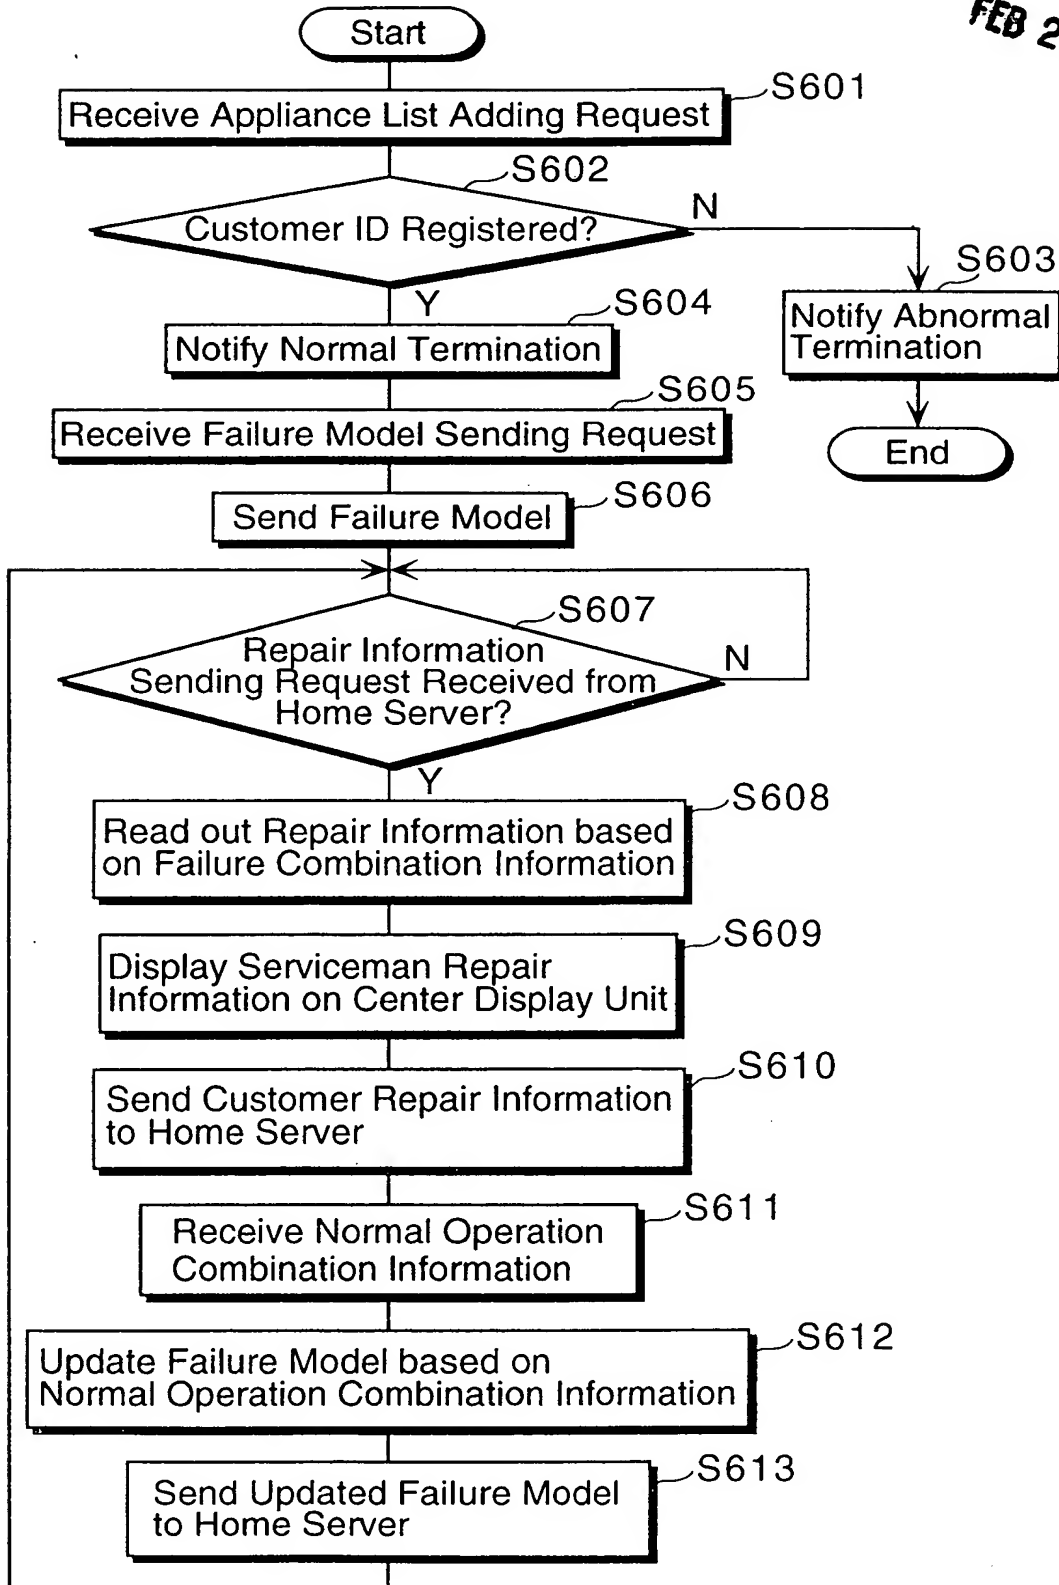 FEB 2
Start
S601
Receive Appliance List Adding Request
S602
Customer ID Registered?
N
S603
Notify Abnormal
Termination
End
Y
S604
Notify Normal Termination
S605
Receive Failure Model Sending Request
S606
Send Failure Model
S607
Repair Information
Sending Request Received from
Home Server?
N
Y
S608
Read out Repair Information based
on Failure Combination Information
S609
Display Serviceman Repair
Information on Center Display Unit
S610
Send Customer Repair Information
to Home Server
S611
Receive Normal Operation
Combination Information
S612
Update Failure Model based on
Normal Operation Combination Information
S613
Send Updated Failure Model
to Home Server